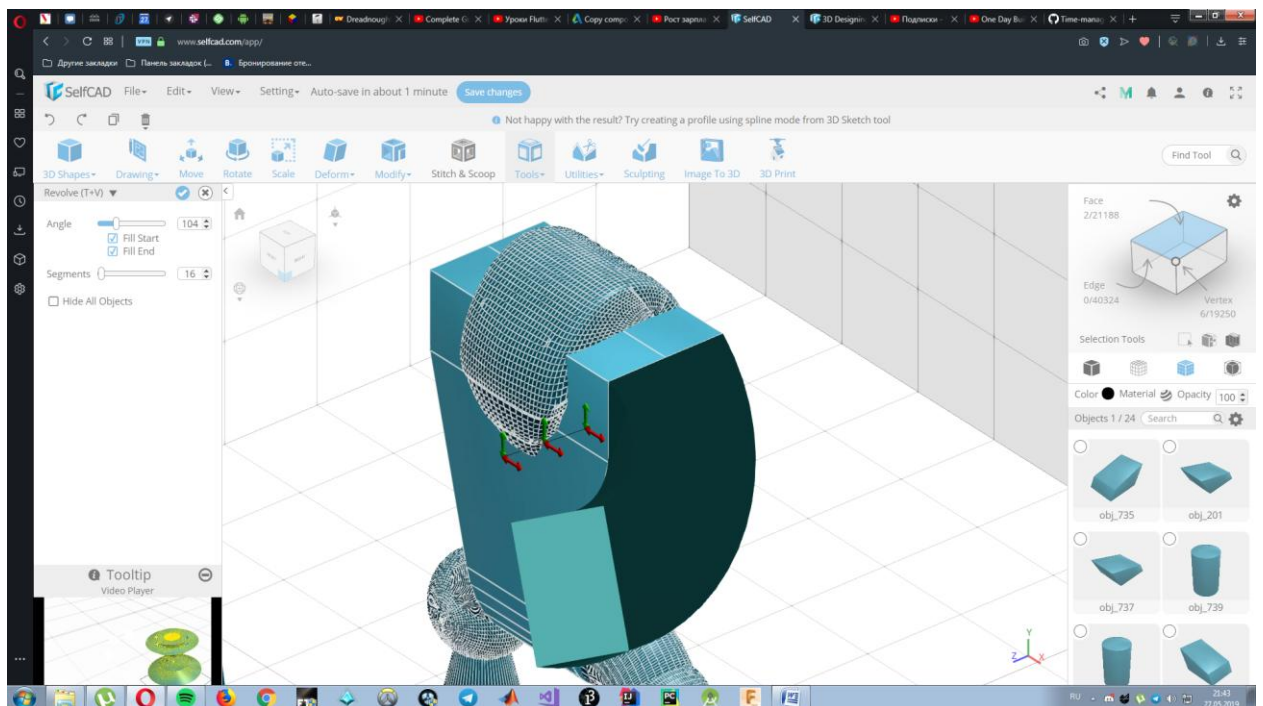 Dreadnough
Complete G
Уроки Flutte
Copy compo
Рост зарпла
SelfCAD
3D Designin
Подписки -
One Day Bu
Time-manag
VPN
www.selfcad.com/app/
Другие закладки
Панель закладок (...
B. Бронирование оте...
SelfCAD
File
Edit
View
Setting
Auto-save in about 1 minute
Save changes
Not happy with the result? Try creating a profile using spline mode from 3D Sketch tool
3D Shapes
Drawing
Move
Rotate
Scale
Deform
Modify
Stitch & Scoop
Tools
Utilities
Sculpting
Image To 3D
3D Print
Find Tool
Revolve (T+V)
Angle
104
Fill Start
Fill End
Segments
16
Hide All Objects
Face
2/21188
Edge
0/40324
Vertex
6/19250
Selection Tools
Color
Material
Opacity
100
Objects 1 / 24
Search
obj_735
obj_201
obj_737
obj_739
Tooltip
Video Player
Y
Z
X
RU
21:43
27.05.2019